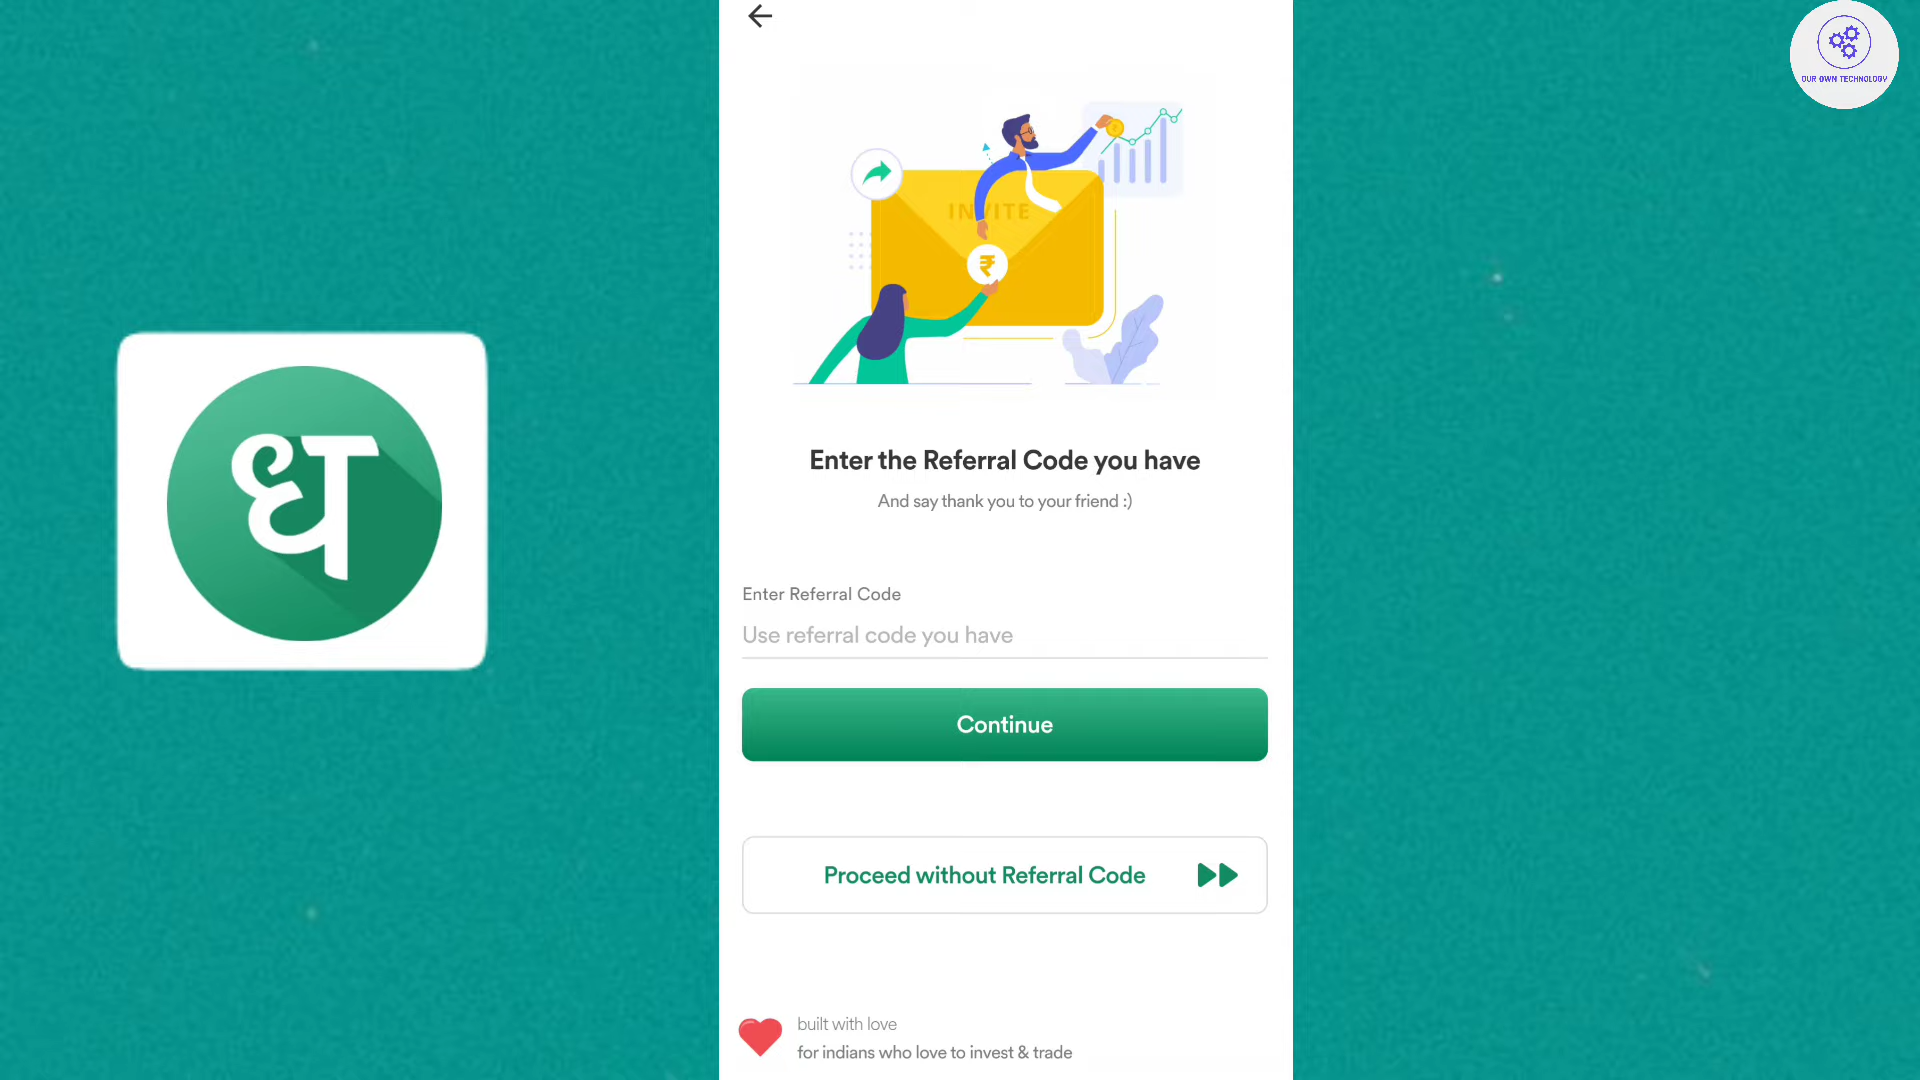 OUR OWN TECHNOLOGY
INVITE
₹
ध
Enter the Referral Code you have
And say thank you to your friend :)
Enter Referral Code
Use referral code you have
Continue
Proceed without Referral Code
built with love
for indians who love to invest & trade